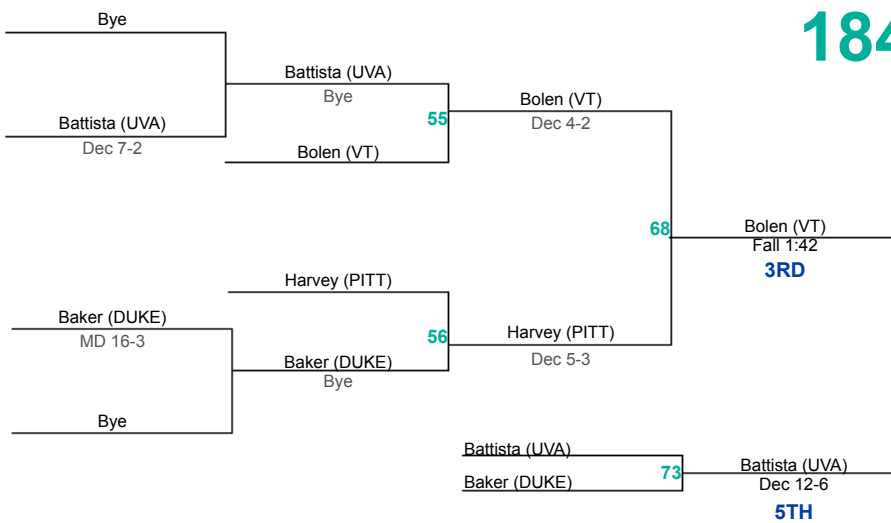 Bye
184
Battista (UVA)
Bye
Bolen (VT)
Dec 4-2
55
Battista (UVA)
Dec 7-2
Bolen (VT)
68
Bolen (VT)
Fall 1:42
3RD
Harvey (PITT)
Baker (DUKE)
MD 16-3
56
Harvey (PITT)
Dec 5-3
Baker (DUKE)
Bye
Bye
Battista (UVA)
73
Baker (DUKE)
Battista (UVA)
Dec 12-6
5TH